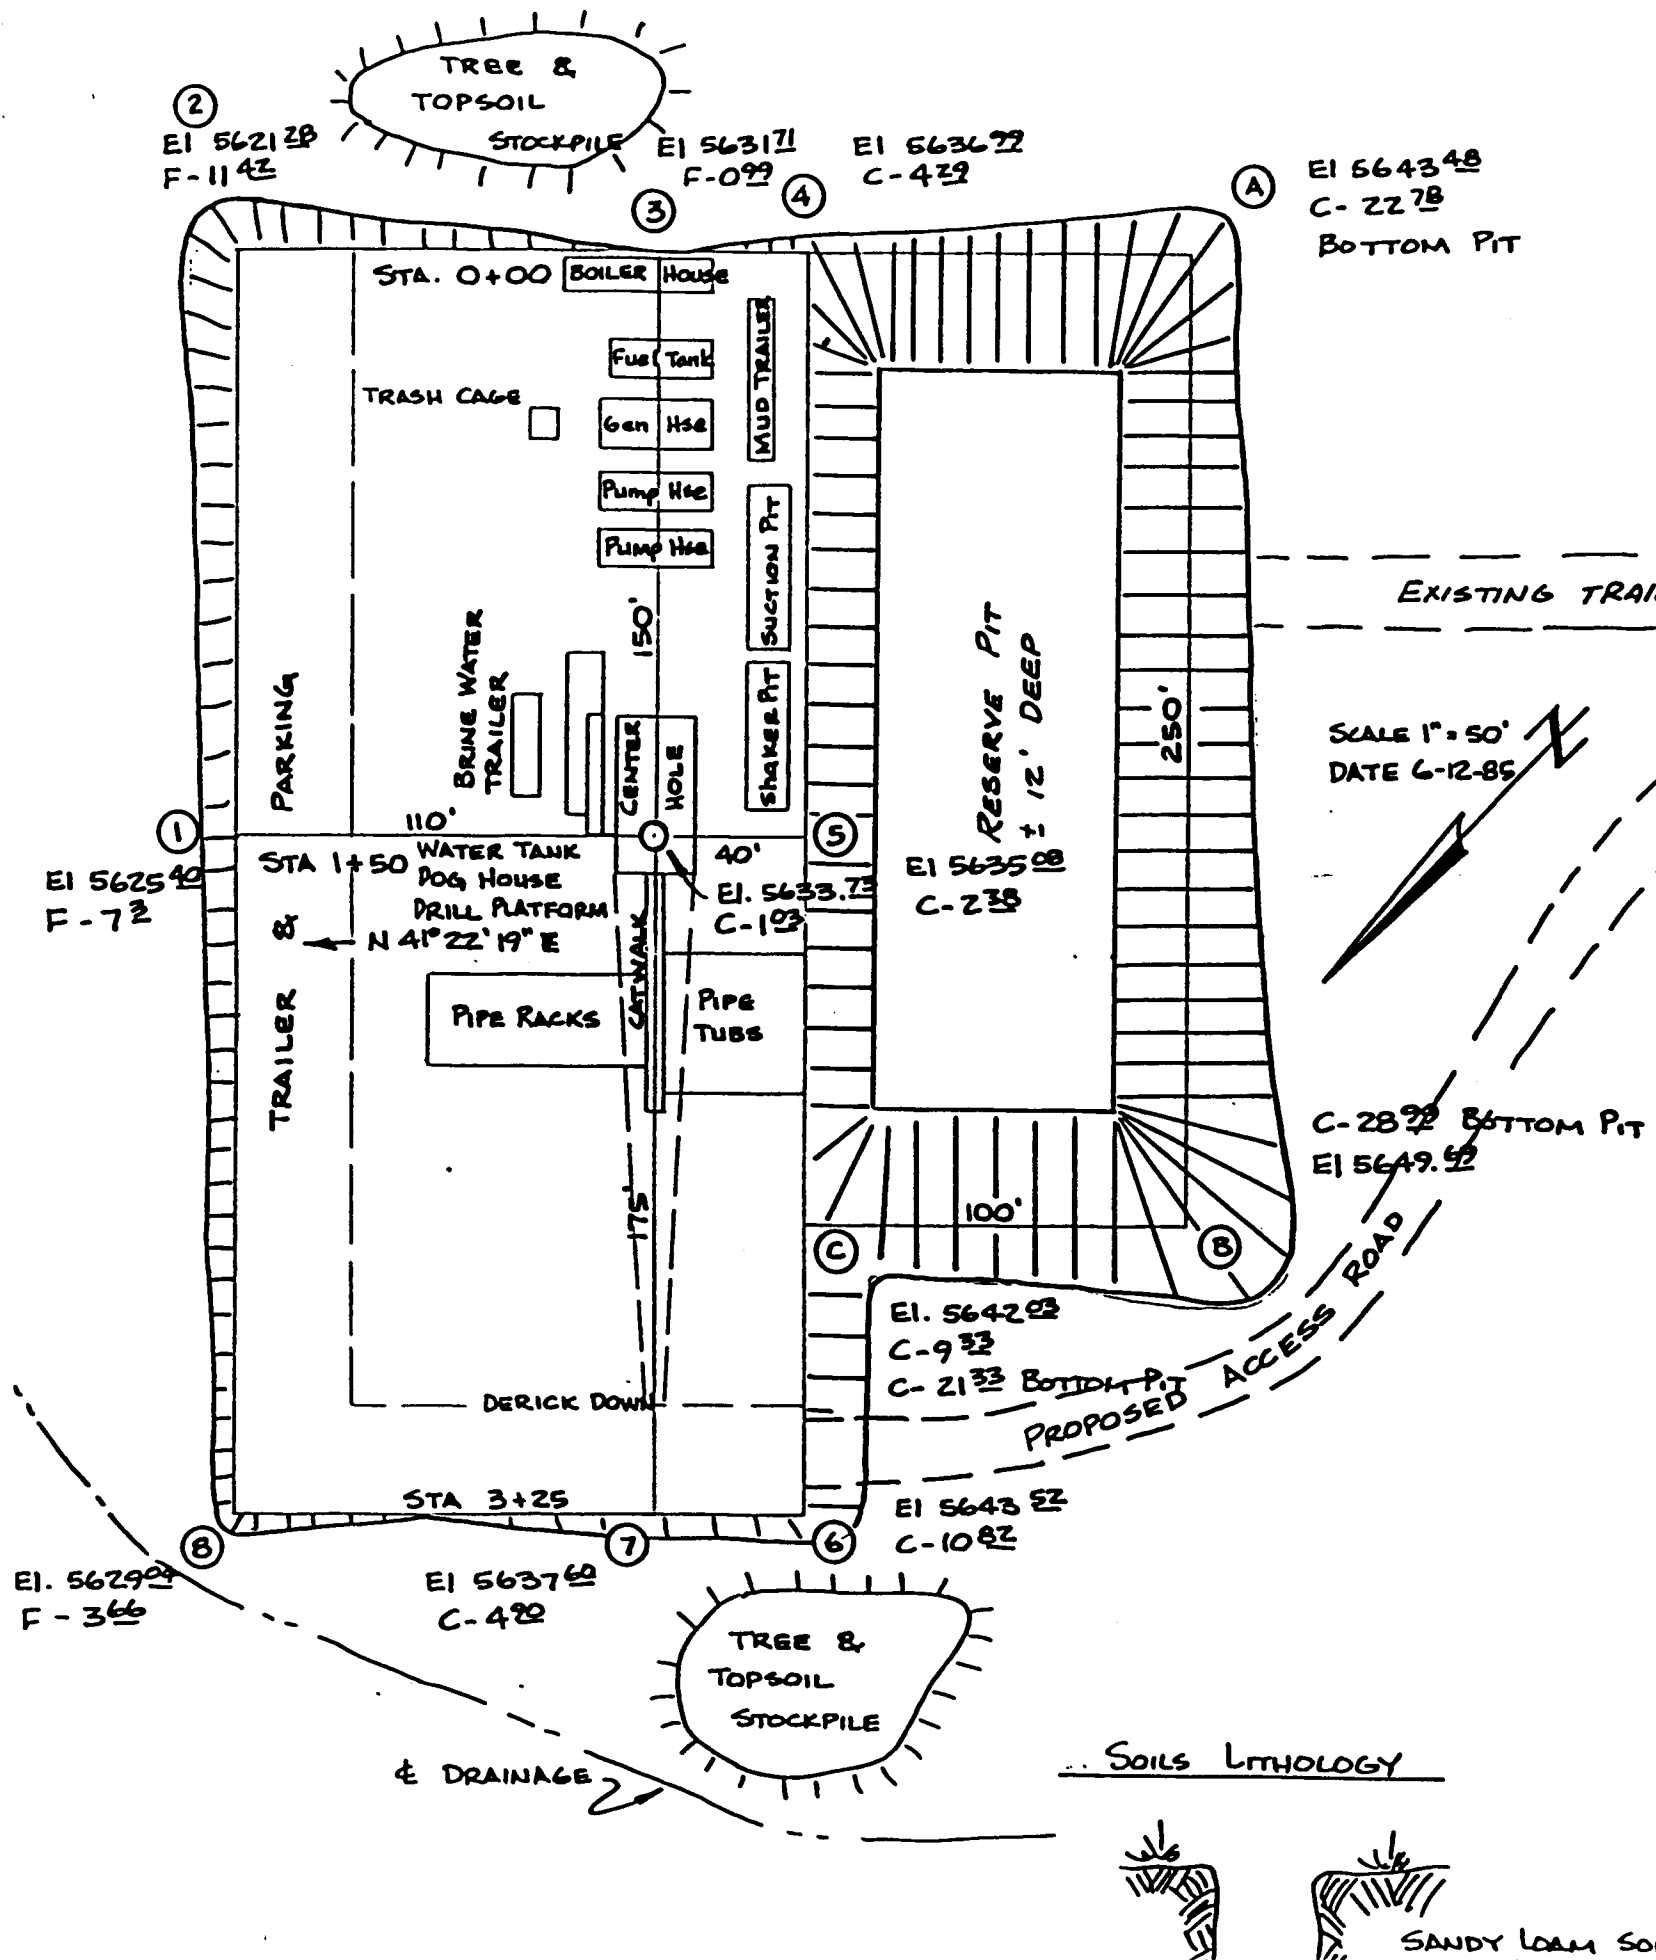 TREE &
TOPSOIL
STOCKPILE
2
El 5621 28
F-11 42
El 5631 71
F-0 99
3
El 5636 99
C-4 29
4
A
El 5643 48
C-22 78
BOTTOM PIT
STA. 0+00
BOILER House
Fuel Tank
MUD TRAILER
TRASH CAGE
Gen Hse
Pump Hse
Pump Hse
SUCTION PIT
150'
RESERVE PIT
± 12' DEEP
EXISTING
BRINE WATER
TRAILER
SHAKER PIT
250'
SCALE 1" = 50'
DATE 6-12-85
N
TRAILER & PARKING
CENTER
HOLE
1
110'
5
El 5625 40
F-7 3
STA 1+50
WATER TANK
DOG HOUSE
DRILL PLATFORM
N 41° 22' 19" E
40'
El. 5633.73
C-1 03
El 5635 08
C-2 38
CATWALK
PIPE RACKS
PIPE
TUBS
C-28 99 BOTTOM PIT
El 5649.69
175'
100'
C
B
El. 5642 03
C-9 33
C-21 33 BOTTOM PIT
PROPOSED ACCESS ROAD
DERICK DOWN
STA 3+25
El 5643 52
C-10 82
8
7
6
El. 5629 04
F-3 66
El 5637 60
C-4 90
TREE &
TOPSOIL
STOCKPILE
℄ DRAINAGE
SOILS LITHOLOGY
SANDY LOAM